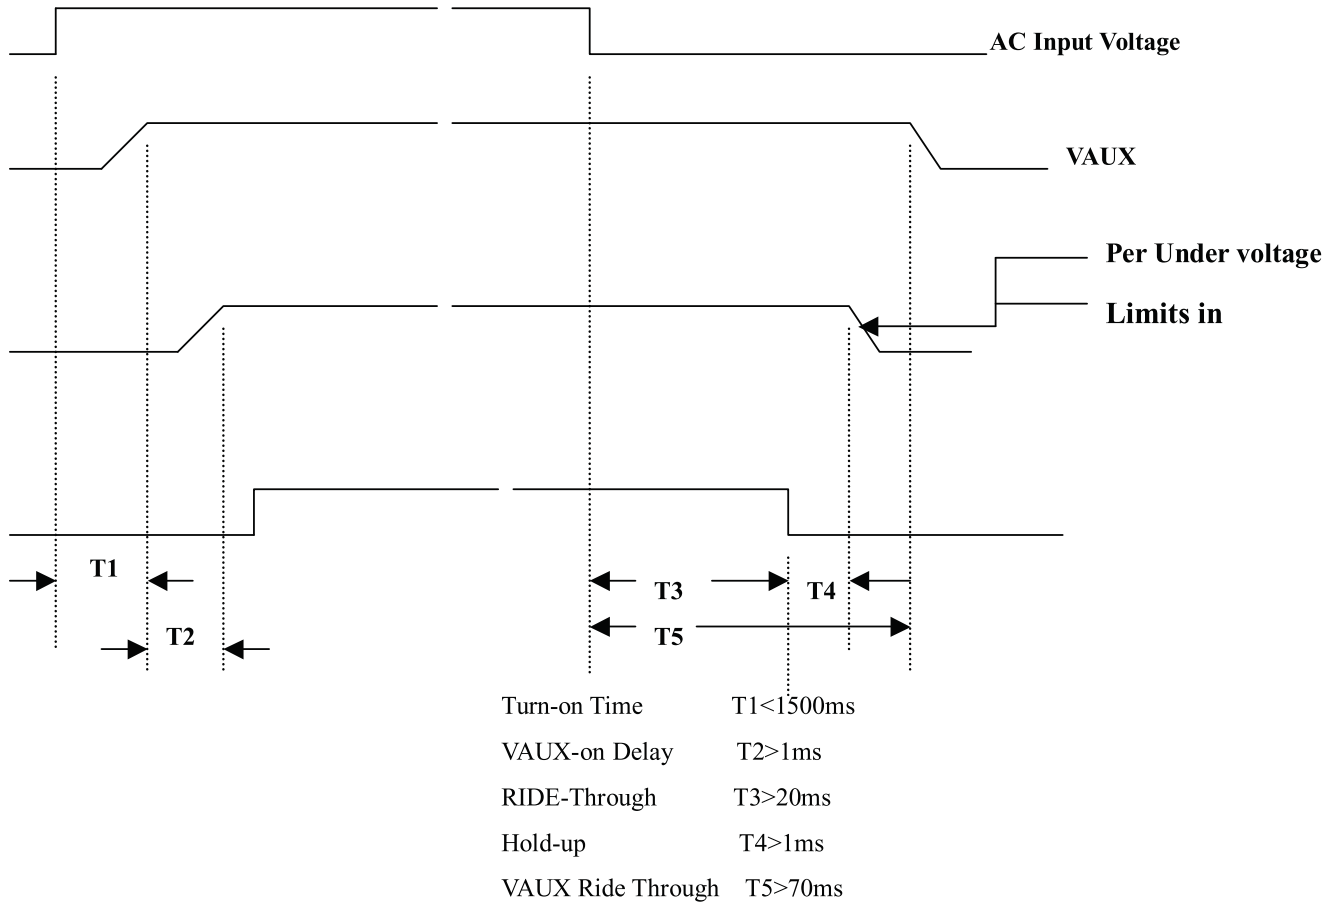 AC Input Voltage
VAUX
Per Under voltage
Limits in
T1
T3
T4
T2
T5
Turn-on Time T1<1500ms
VAUX-on Delay T2>1ms
RIDE-Through T3>20ms
Hold-up T4>1ms
VAUX Ride Through T5>70ms